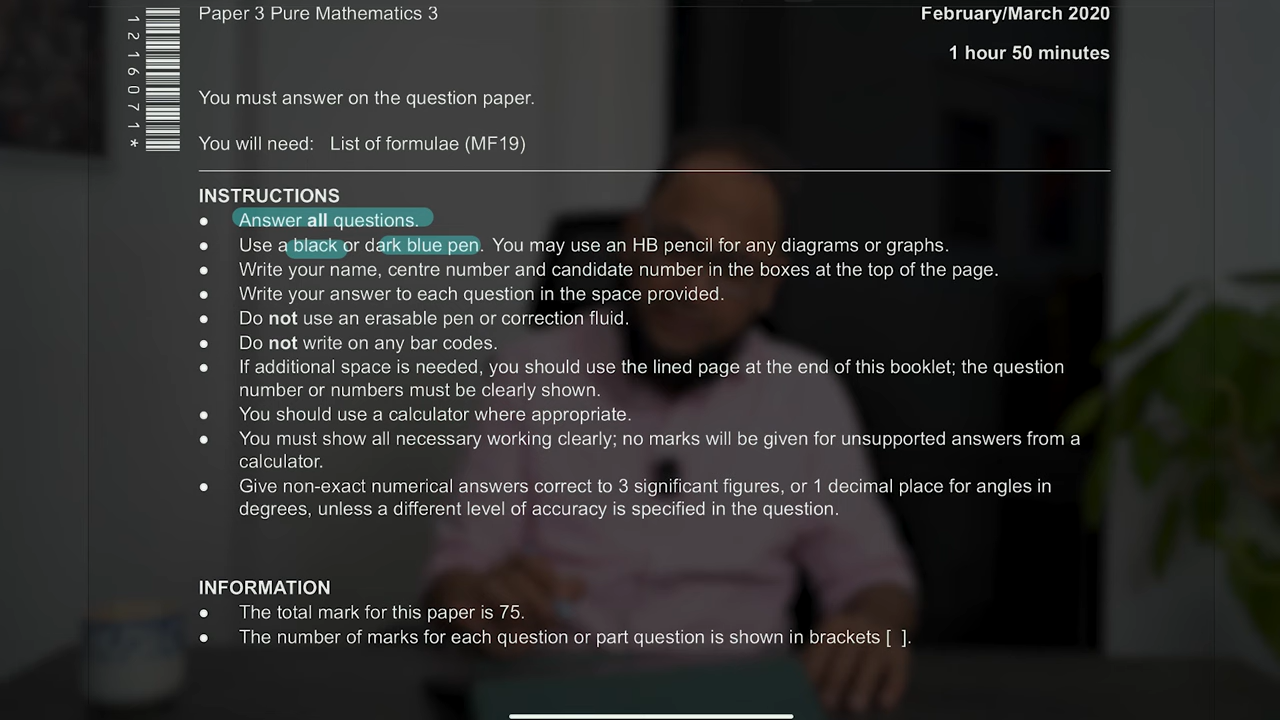 Paper 3 Pure Mathematics 3
February/March 2020
1 hour 50 minutes
You must answer on the question paper.
You will need: List of formulae (MF19)
INSTRUCTIONS
● Answer all questions.
● Use a black or dark blue pen. You may use an HB pencil for any diagrams or graphs.
● Write your name, centre number and candidate number in the boxes at the top of the page.
● Write your answer to each question in the space provided.
● Do not use an erasable pen or correction fluid.
● Do not write on any bar codes.
● If additional space is needed, you should use the lined page at the end of this booklet; the question
number or numbers must be clearly shown.
● You should use a calculator where appropriate.
● You must show all necessary working clearly; no marks will be given for unsupported answers from a
calculator.
● Give non-exact numerical answers correct to 3 significant figures, or 1 decimal place for angles in
degrees, unless a different level of accuracy is specified in the question.
INFORMATION
● The total mark for this paper is 75.
● The number of marks for each question or part question is shown in brackets [ ].
1216071*